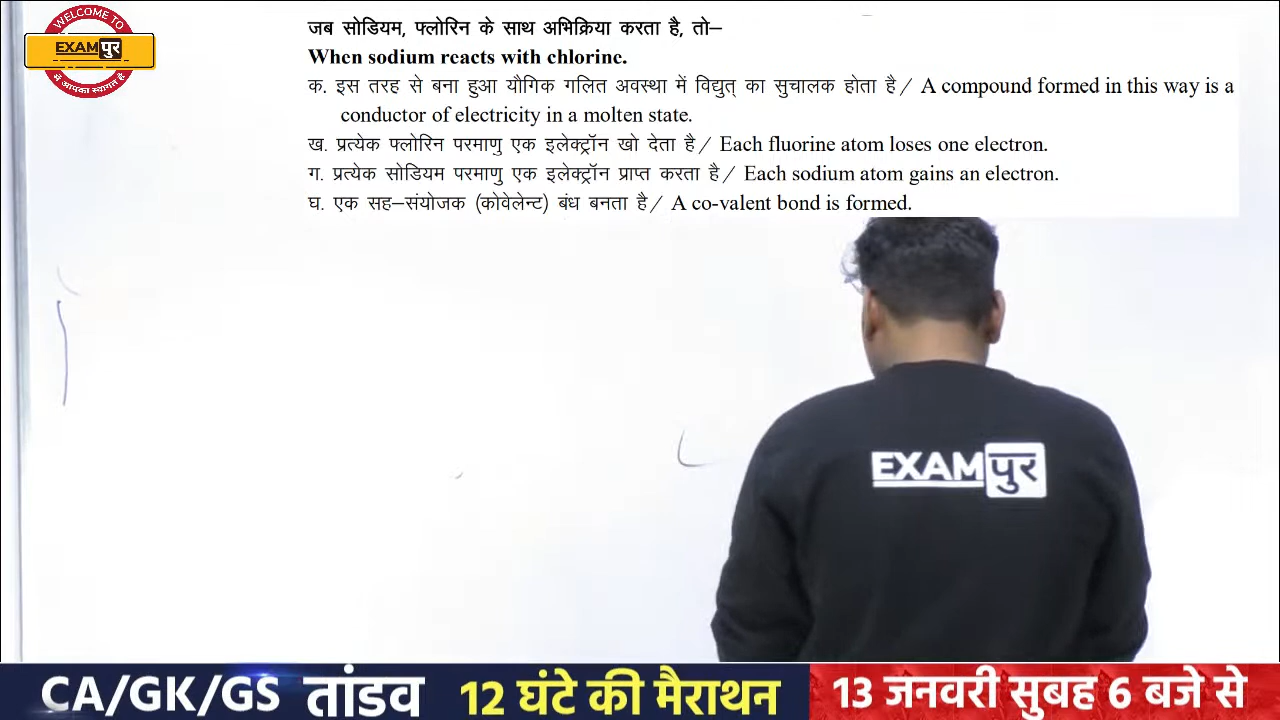 WELCOME TO
EXAMपुर
में आपका स्वागत है
जब सोडियम, फ्लोरिन के साथ अभिक्रिया करता है, तो–
When sodium reacts with chlorine.
क. इस तरह से बना हुआ यौगिक गलित अवस्था में विद्युत् का सुचालक होता है / A compound formed in this way is a
conductor of electricity in a molten state.
ख. प्रत्येक फ्लोरिन परमाणु एक इलेक्ट्रॉन खो देता है / Each fluorine atom loses one electron.
ग. प्रत्येक सोडियम परमाणु एक इलेक्ट्रॉन प्राप्त करता है / Each sodium atom gains an electron.
घ. एक सह–संयोजक (कोवेलेन्ट) बंध बनता है / A co-valent bond is formed.
EXAMपुर
CA/GK/GS तांडव 12 घंटे की मैराथन 13 जनवरी सुबह 6 बजे से